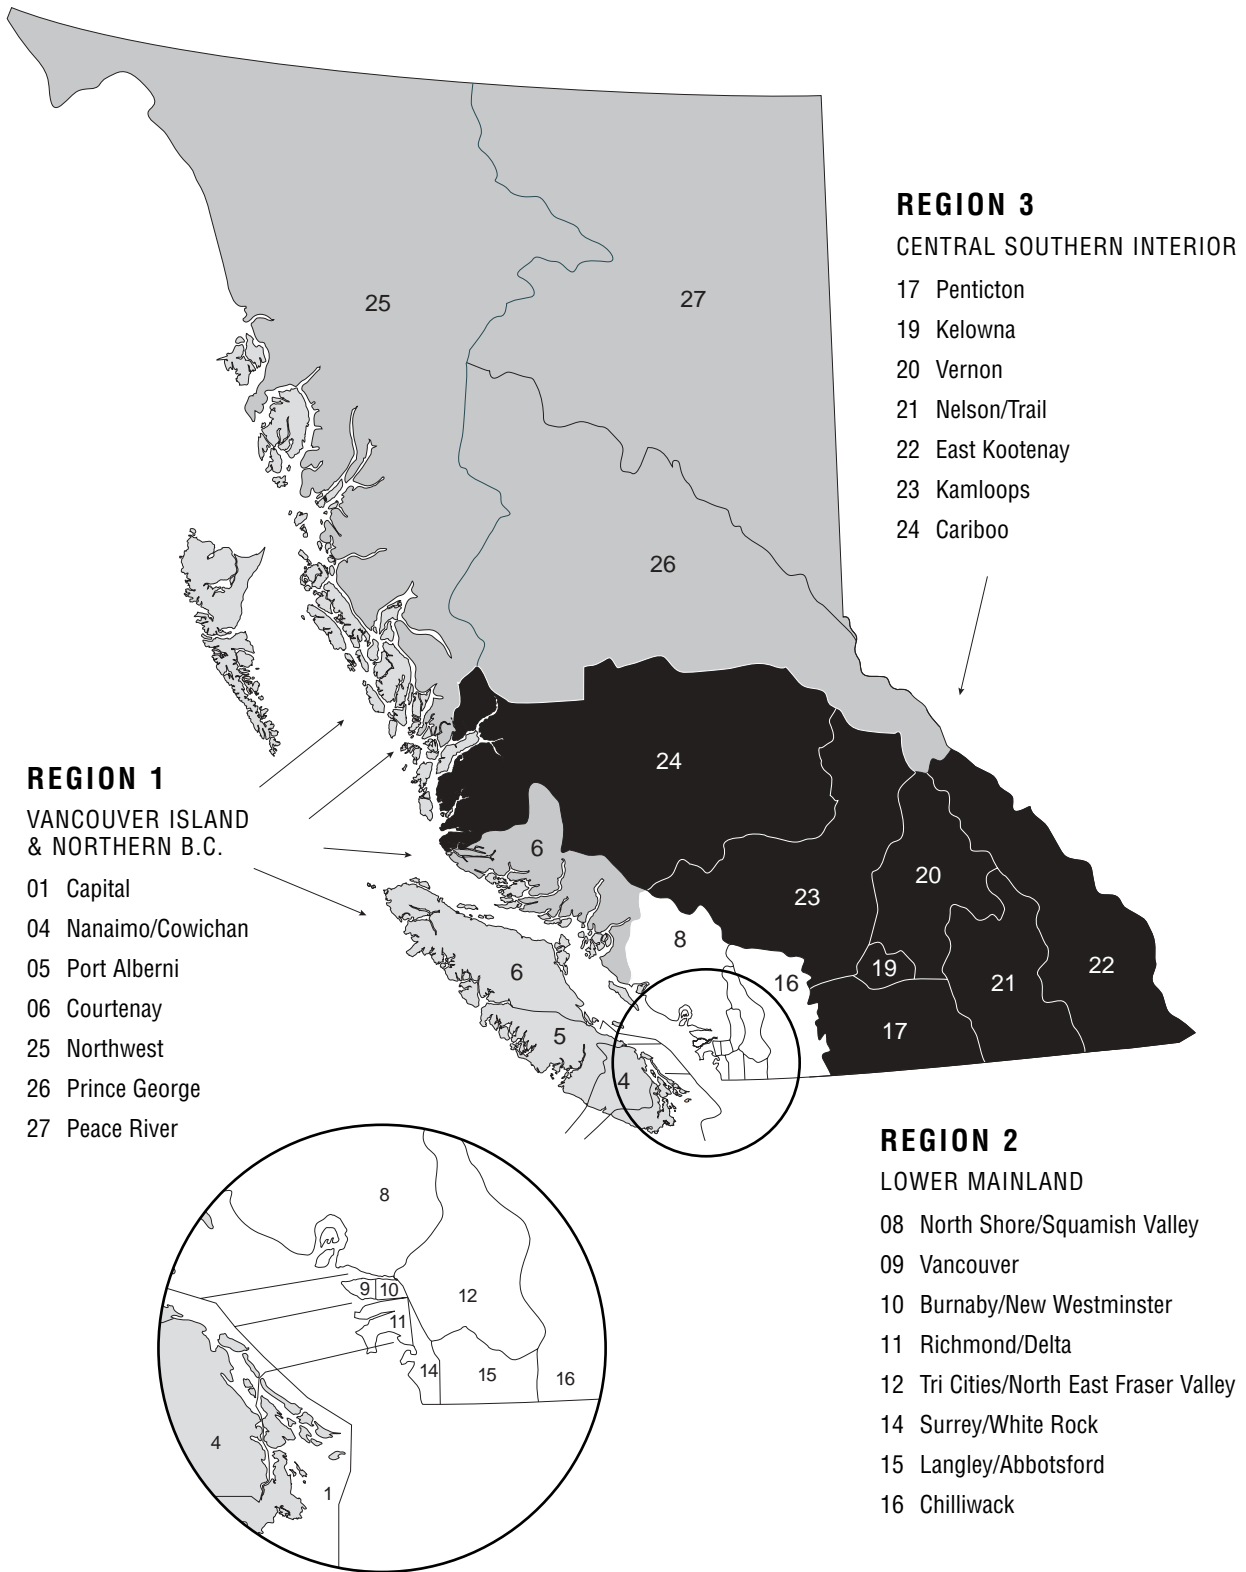 25
27
REGION 3
CENTRAL SOUTHERN INTERIOR
17 Penticton
19 Kelowna
20 Vernon
21 Nelson/Trail
22 East Kootenay
23 Kamloops
24 Cariboo
26
24
REGION 1
VANCOUVER ISLAND
& NORTHERN B.C.
01 Capital
04 Nanaimo/Cowichan
05 Port Alberni
06 Courtenay
25 Northwest
26 Prince George
27 Peace River
6
20
23
8
6
16
19
22
21
5
17
4
REGION 2
LOWER MAINLAND
08 North Shore/Squamish Valley
09 Vancouver
10 Burnaby/New Westminster
11 Richmond/Delta
12 Tri Cities/North East Fraser Valley
14 Surrey/White Rock
15 Langley/Abbotsford
16 Chilliwack
8
9
10
12
11
14
15
16
4
1